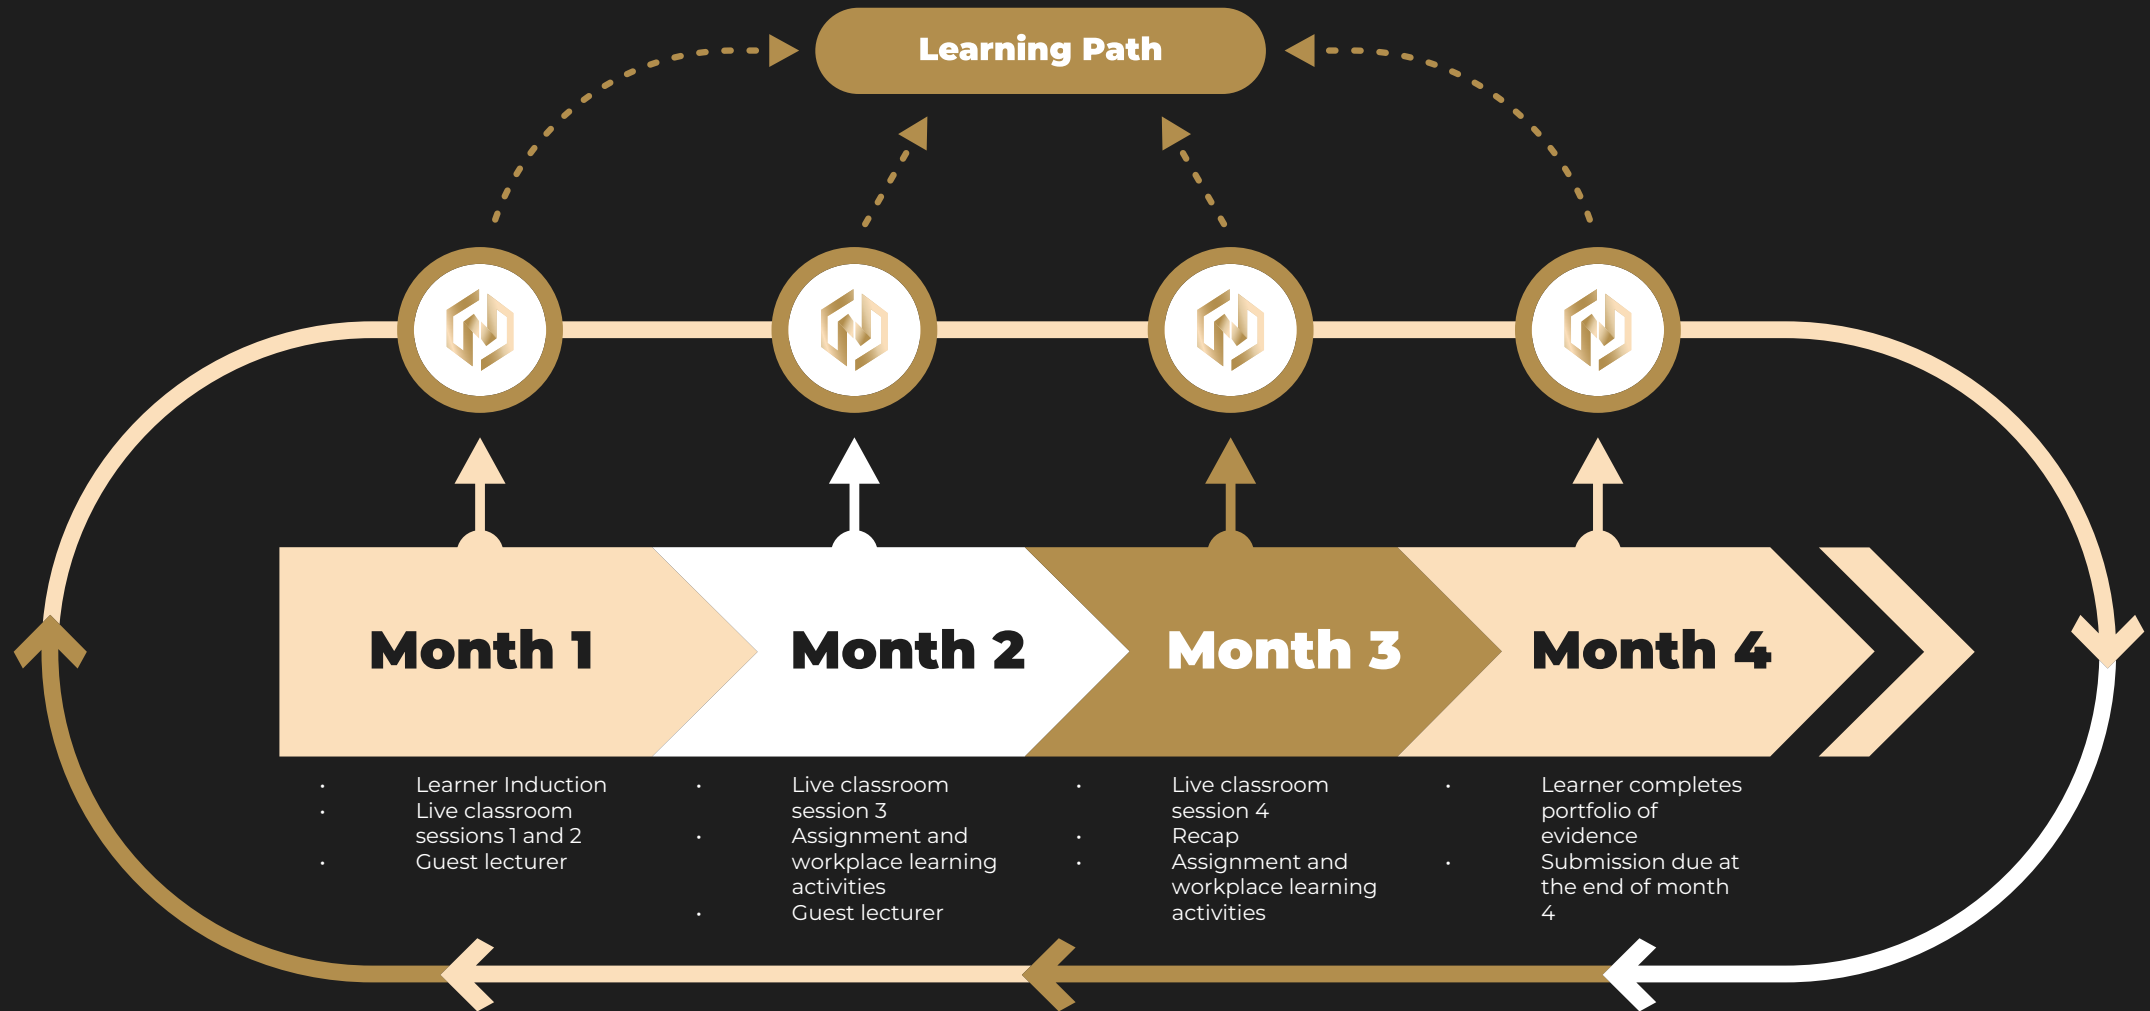 Learning Path
Month 1
Month 2
Month 3
Month 4
• Learner Induction
• Live classroom
sessions 1 and 2
• Guest lecturer
• Live classroom
session 3
• Assignment and
workplace learning
activities
• Guest lecturer
• Live classroom
session 4
• Recap
• Assignment and
workplace learning
activities
• Learner completes
portfolio of
evidence
• Submission due at
the end of month
4